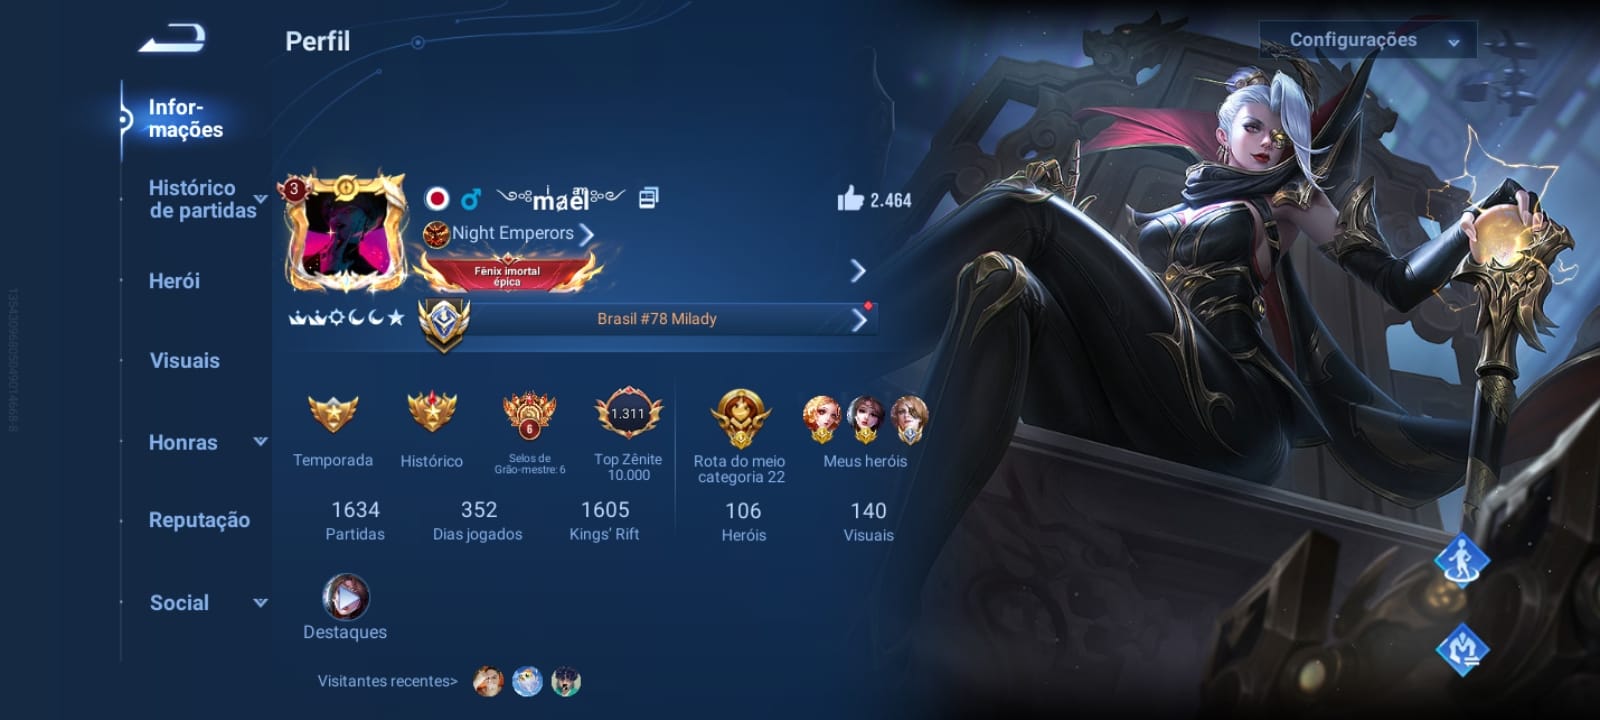 Perfil
Configurações
Infor-
mações
Histórico
de partidas
Herói
Visuais
Honras
Reputação
Social
3
i am
maël
2.464
Night Emperors
Fênix imortal
épica
Brasil #78 Milady
6
1.311
Temporada
Histórico
Selos de
Grão-mestre: 6
Top Zênite
10.000
Rota do meio
categoria 22
Meus heróis
1634
Partidas
352
Dias jogados
1605
Kings' Rift
106
Heróis
140
Visuais
Destaques
Visitantes recentes>